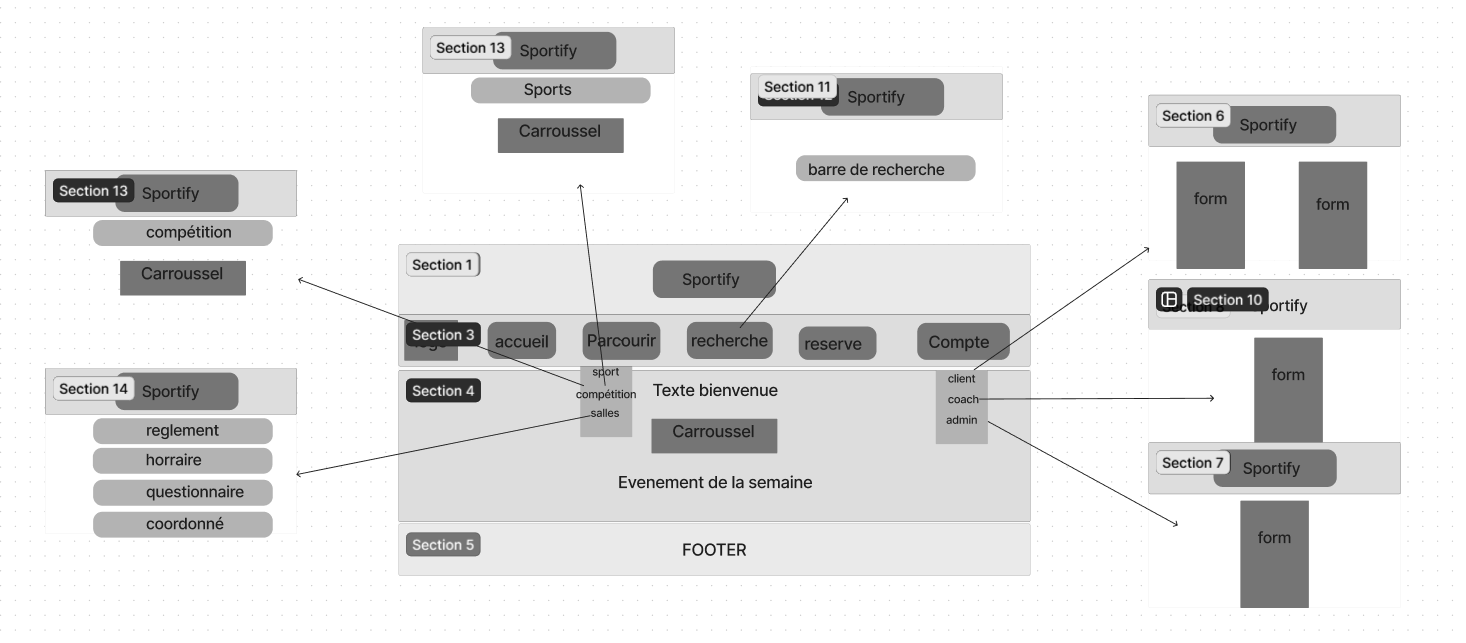 Section 13
Sportify
Sports
Carroussel
Section 11
Sportify
barre de recherche
Section 6
Sportify
form
form
Section 13
Sportify
compétition
Carroussel
Section 1
Sportify
Section 10
form
Section 3
accueil
Parcourir
recherche
reserve
Compte
Section 14
Sportify
reglement
horraire
questionnaire
coordonné
Section 4
sport
compétition
salles
Texte bienvenue
Carroussel
Evenement de la semaine
client
coach
admin
Section 7
Sportify
form
Section 5
FOOTER